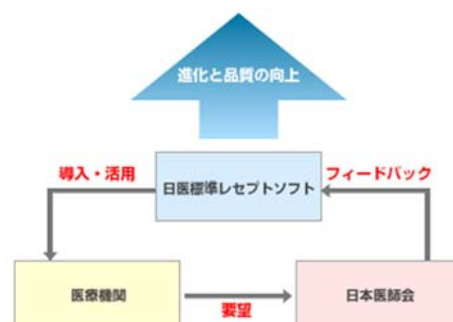 進化と品質の向上
導入・活用
フィードバック
日医標準レセプトソフト
医療機関
要望
日本医師会